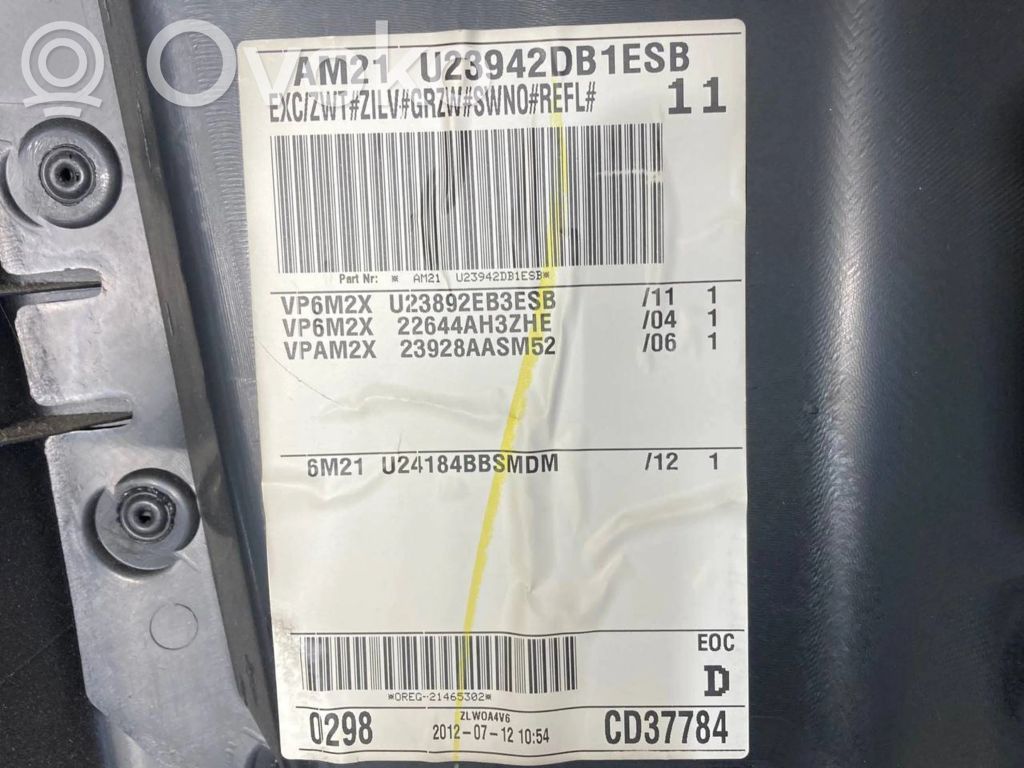 Ovoko
AM21 U23942DB1ESB
EXC/ZWT#ZILV#GRZW#SWNO#REFL# 11
Part Nr: * AM21 U23942DB1ESB*
VP6M2X U23892EB3ESB /11 1
VP6M2X 22644AH3ZHE /04 1
VPAM2X 23928AASM52 /06 1
6M21 U24184BBSMDM /12 1
EOC
D
*OREG-21465302*
ZLWOA4V6
0298 2012-07-12 10:54 CD37784